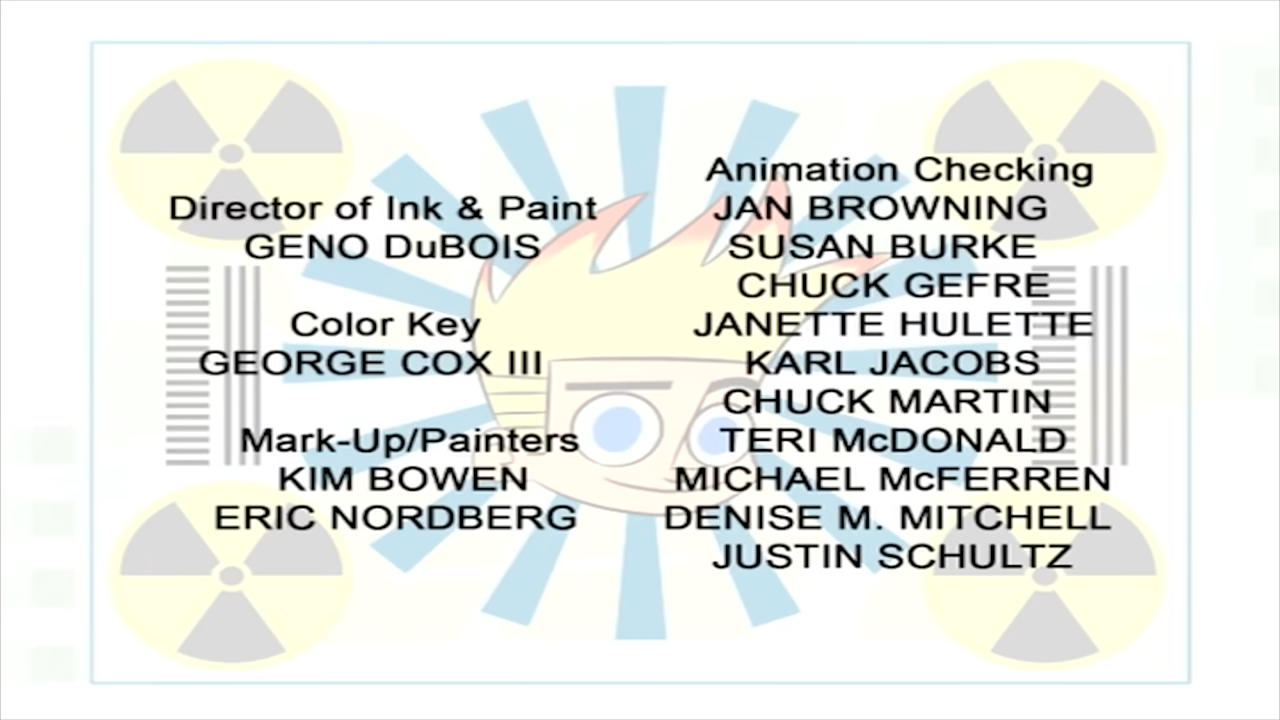 Director of Ink & Paint
GENO DuBOIS
Color Key
GEORGE COX III
Mark-Up/Painters
KIM BOWEN
ERIC NORDBERG
Animation Checking
JAN BROWNING
SUSAN BURKE
CHUCK GEFRE
JANETTE HULETTE
KARL JACOBS
CHUCK MARTIN
TERI McDONALD
MICHAEL McFERREN
DENISE M. MITCHELL
JUSTIN SCHULTZ